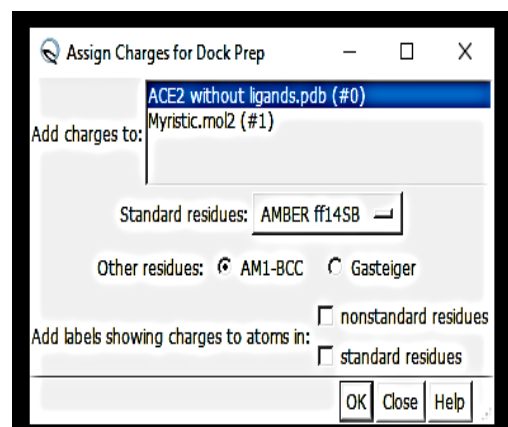 Assign Charges for Dock Prep
ACE2 without ligands.pdb (#0)
Add charges to: Myristic.mol2 (#1)
Standard residues: AMBER ff14SB
Other residues: AM1-BCC Gasteiger
nonstandard residues
Add labels showing charges to atoms in:
standard residues
OK Close Help